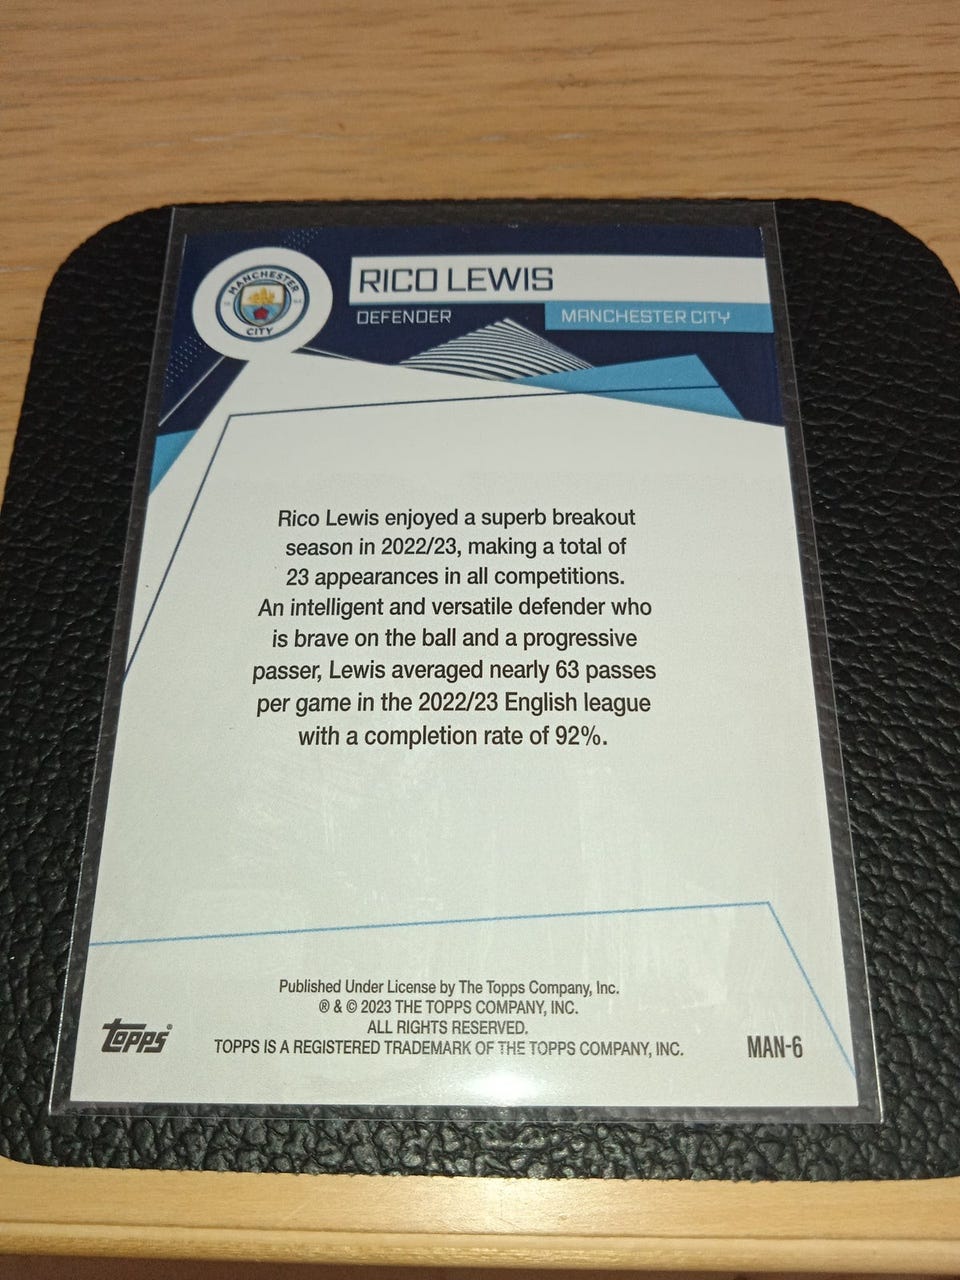 MANCHESTER
CITY
RICO LEWIS
DEFENDER
MANCHESTER CITY
Rico Lewis enjoyed a superb breakout
season in 2022/23, making a total of
23 appearances in all competitions.
An intelligent and versatile defender who
is brave on the ball and a progressive
passer, Lewis averaged nearly 63 passes
per game in the 2022/23 English league
with a completion rate of 92%.
Published Under License by The Topps Company, Inc.
® & © 2023 THE TOPPS COMPANY, INC.
ALL RIGHTS RESERVED.
TOPPS IS A REGISTERED TRADEMARK OF THE TOPPS COMPANY, INC.
topps®
MAN-6